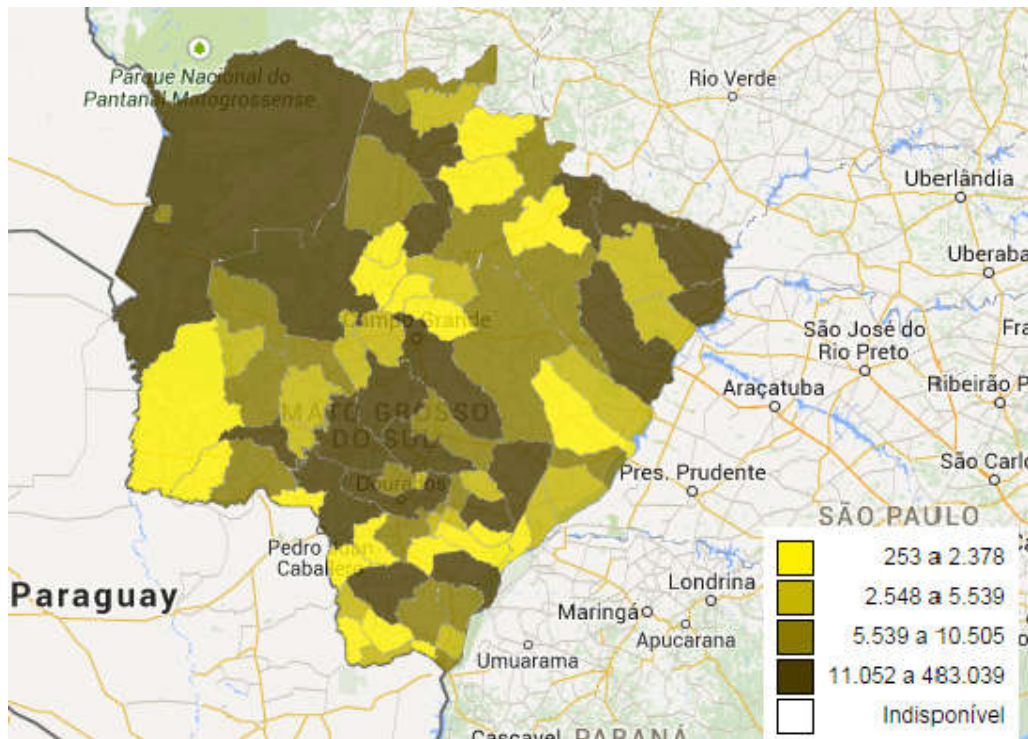 Parque Nacional do
Pantanal Matogrossense
Rio Verde
Uberlândia
Uberaba
Campo Grande
São José do
Rio Preto
Fra
Araçatuba
Ribeirão P
MATO GROSSO
DO SUL
Pres. Prudente
São Carlo
Dourados
SÃO PAULO
Pedro Juan
Caballero
Paraguay
Londrina
Maringá
Apucarana
Umuarama
Cascavel
PARANÁ
253 a 2.378
2.548 a 5.539
5.539 a 10.505
11.052 a 483.039
Indisponível